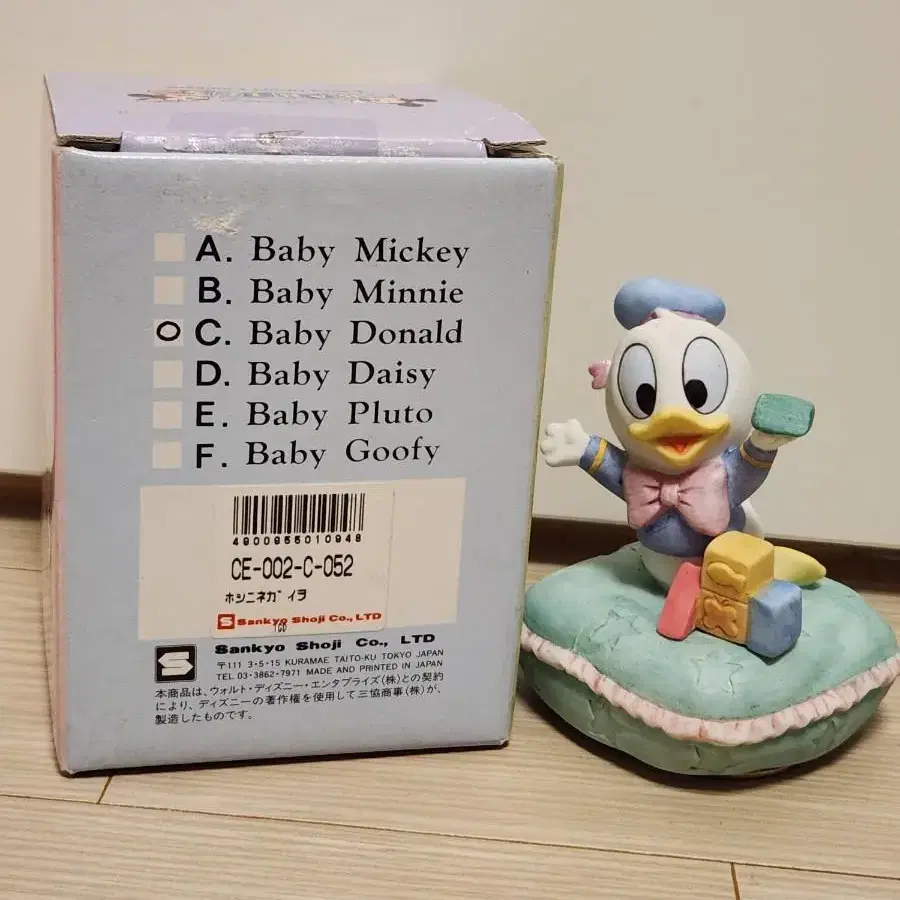 A. Baby Mickey
B. Baby Minnie
O C. Baby Donald
D. Baby Daisy
E. Baby Pluto
F. Baby Goofy
4900955010948
CE-002-C-052
ホシニネガイヲ
S Sankyo Shoji Co., LTD
S Sankyo Shoji Co., LTD
〒111 3-5-15 KURAMAE TAITO-KU TOKYO JAPAN
TEL 03-3862-7971 MADE AND PRINTED IN JAPAN
本商品は、ウォルト・ディズニー・エンタプライズ(株)との契約
により、ディズニーの著作権を使用して三協商事(株)が、
製造したものです。